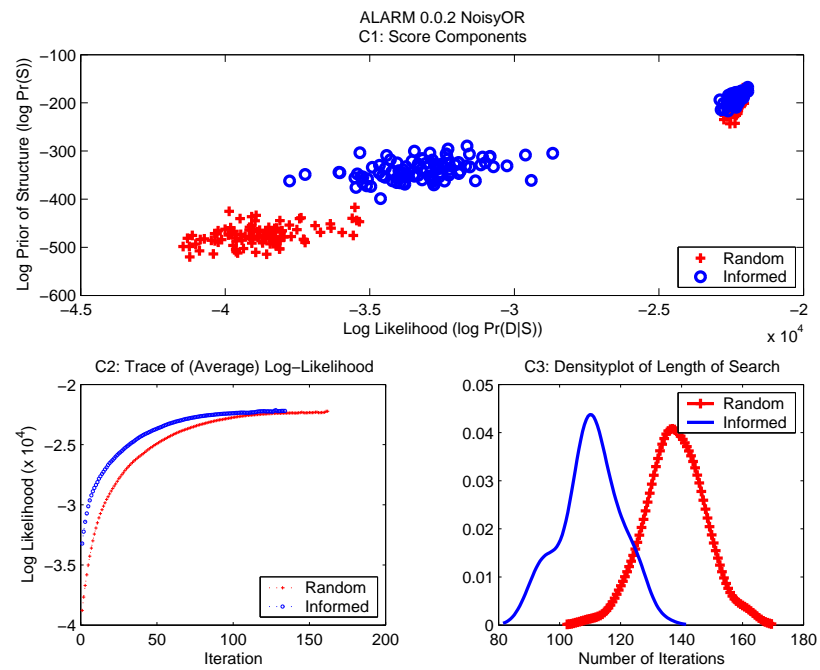 ALARM 0.0.2 NoisyOR
C1: Score Components
Log Prior of Structure (log Pr(S))
−100
−200
−300
−400
−500
−600
−4.5
−4
−3.5
−3
−2.5
−2
x 10^4
Log Likelihood (log Pr(D|S))
Random
Informed
C2: Trace of (Average) Log−Likelihood
Log Likelihood (x 10^4)
−2
−2.5
−3
−3.5
−4
0
50
100
150
200
Iteration
Random
Informed
C3: Densityplot of Length of Search
0.05
0.04
0.03
0.02
0.01
0
80
100
120
140
160
180
Number of Iterations
Random
Informed